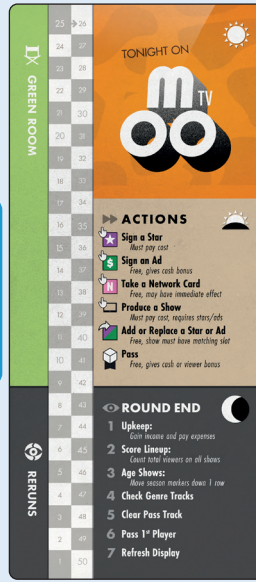 GREEN ROOM
RERUNS
25 26
24 27
23 28
22 29
21 30
20 31
19 32
18 33
17 34
16 35
15 36
14 37
13 38
12 39
11 40
10 41
9 42
8 43
7 44
6 45
5 46
4 47
3 48
2 49
1 50
TONIGHT ON
moo TV
ACTIONS
Sign a Star
Must pay cost
$ Sign an Ad
Free, gives cash bonus
N Take a Network Card
Free, may have immediate effect
Produce a Show
Must pay cost, requires stars/ads
Add or Replace a Star or Ad
Free, show must have matching slot
Pass
Free, gives cash or viewer bonus
ROUND END
1 Upkeep:
Gain income and pay expenses
2 Score Lineup:
Count total viewers on all shows
3 Age Shows:
Move season markers down 1 row
4 Check Genre Tracks
5 Clear Pass Track
6 Pass 1st Player
7 Refresh Display